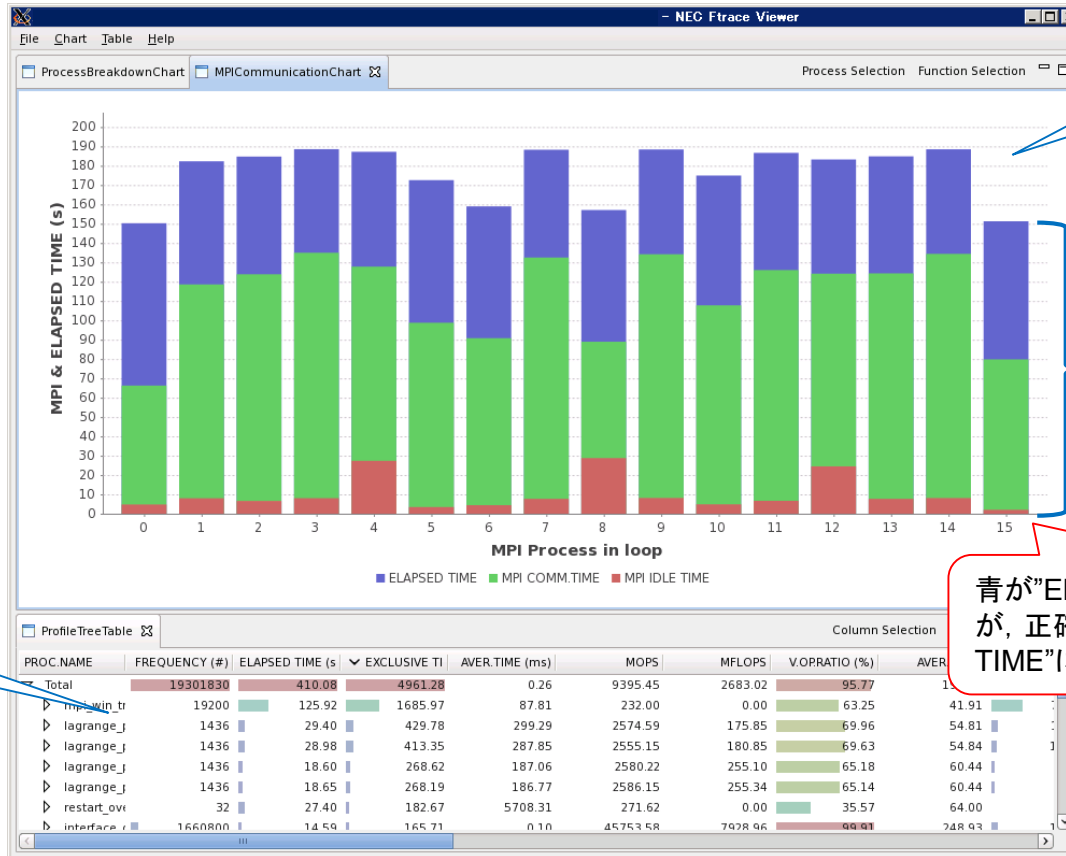 – NEC Ftrace Viewer
File Chart Table Help
ProcessBreakdownChart MPICommunicationChart Process Selection Function Selection
200
190
180
170
160
150
140
130
120
110
100
90
80
70
60
50
40
30
20
10
0
MPI & ELAPSED TIME (s)
0 1 2 3 4 5 6 7 8 9 10 11 12 13 14 15
MPI Process in loop
ELAPSED TIME MPI COMM.TIME MPI IDLE TIME
青が”El
が，正確
TIME”に
ProfileTreeTable Column Selection
PROC.NAME FREQUENCY (#) ELAPSED TIME (s EXCLUSIVE TI AVER.TIME (ms) MOPS MFLOPS V.OP.RATIO (%) AVER.
Total 19301830 410.08 4961.28 0.26 9395.45 2683.02 95.77
mpi_win_tr 19200 125.92 1685.97 87.81 232.00 0.00 63.25 41.91
lagrange_p 1436 29.40 429.78 299.29 2574.59 175.85 69.96 54.81
lagrange_p 1436 28.98 413.35 287.85 2555.15 180.85 69.63 54.84
lagrange_p 1436 18.60 268.62 187.06 2580.22 255.10 65.18 60.44
lagrange_p 1436 18.65 268.19 186.77 2586.15 255.34 65.14 60.44
restart_ove 32 27.40 182.67 5708.31 271.62 0.00 35.57 64.00
interface_ 1660800 14.59 165.71 0.10 45753.58 7928.96 99.91 248.93